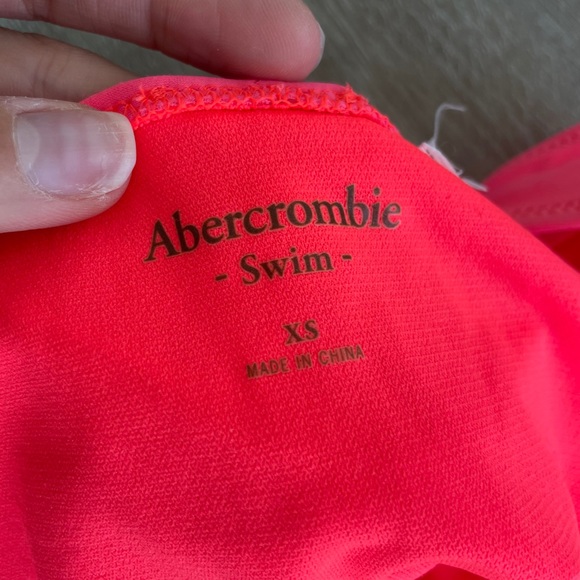 Abercrombie
- Swim -
XS
MADE IN CHINA